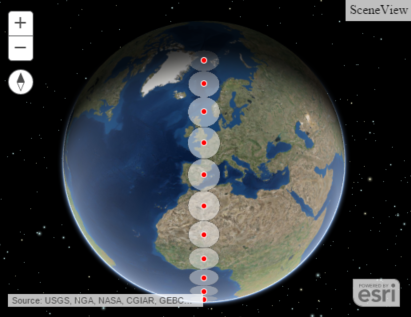 SceneView
Source: USGS, NGA, NASA, CGIAR, GEBC...
POWERED BY
esri